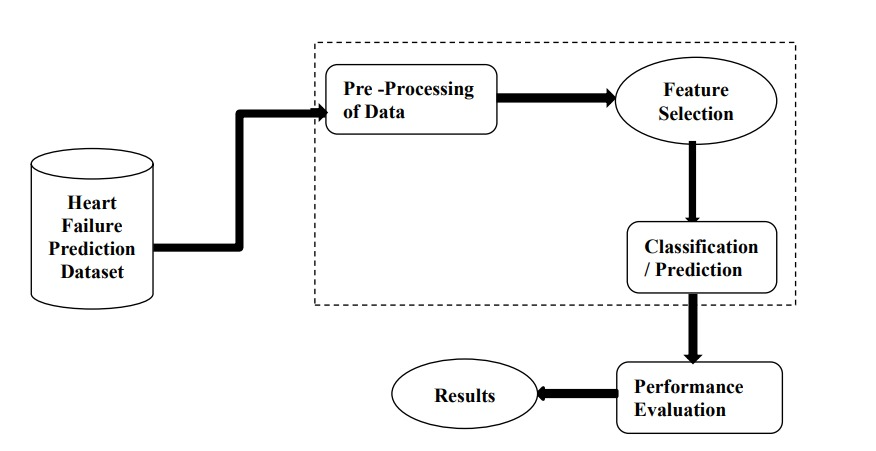 Pre -Processing
of Data
Feature
Selection
Heart
Failure
Prediction
Dataset
Classification
/ Prediction
Performance
Evaluation
Results